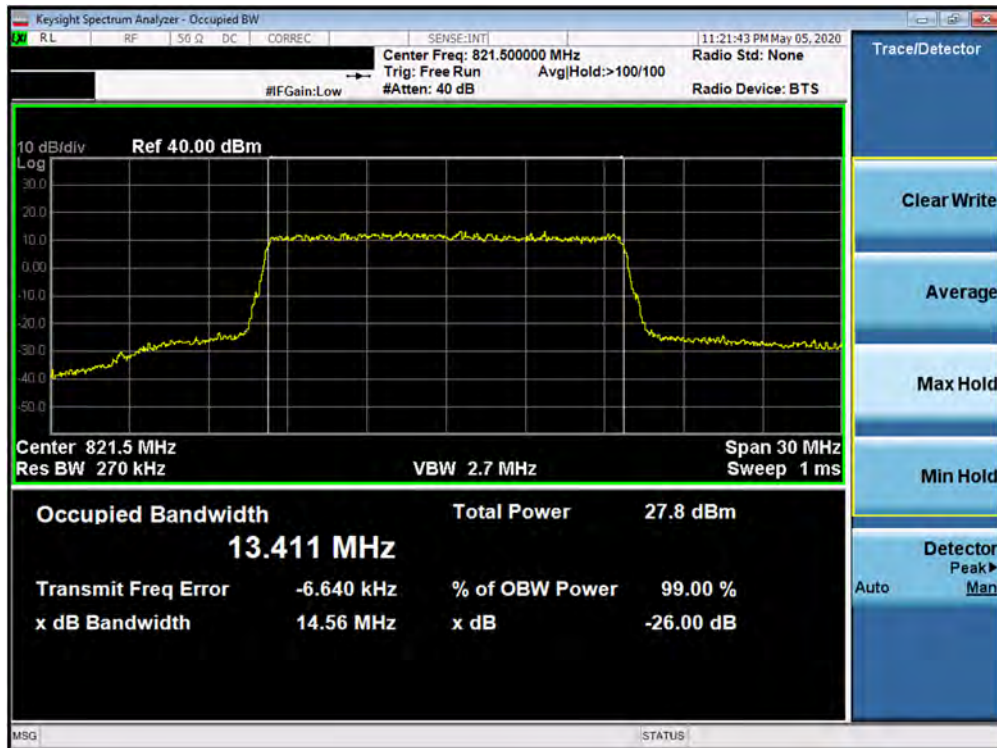 Keysight Spectrum Analyzer - Occupied BW
LXI RL RF 50 Ω DC CORREC SENSE:INT 11:21:43 PM May 05, 2020
Center Freq: 821.500000 MHz Radio Std: None
Trig: Free Run Avg|Hold:>100/100
#IFGain:Low #Atten: 40 dB Radio Device: BTS
Trace/Detector
10 dB/div Ref 40.00 dBm
Log
30.0
20.0
10.0
0.00
-10.0
-20.0
-30.0
-40.0
-50.0
Center 821.5 MHz Span 30 MHz
Res BW 270 kHz VBW 2.7 MHz Sweep 1 ms
Occupied Bandwidth Total Power 27.8 dBm
13.411 MHz
Transmit Freq Error -6.640 kHz % of OBW Power 99.00 %
x dB Bandwidth 14.56 MHz x dB -26.00 dB
Clear Write
Average
Max Hold
Min Hold
Detector
Peak▶
Auto Man
MSG STATUS